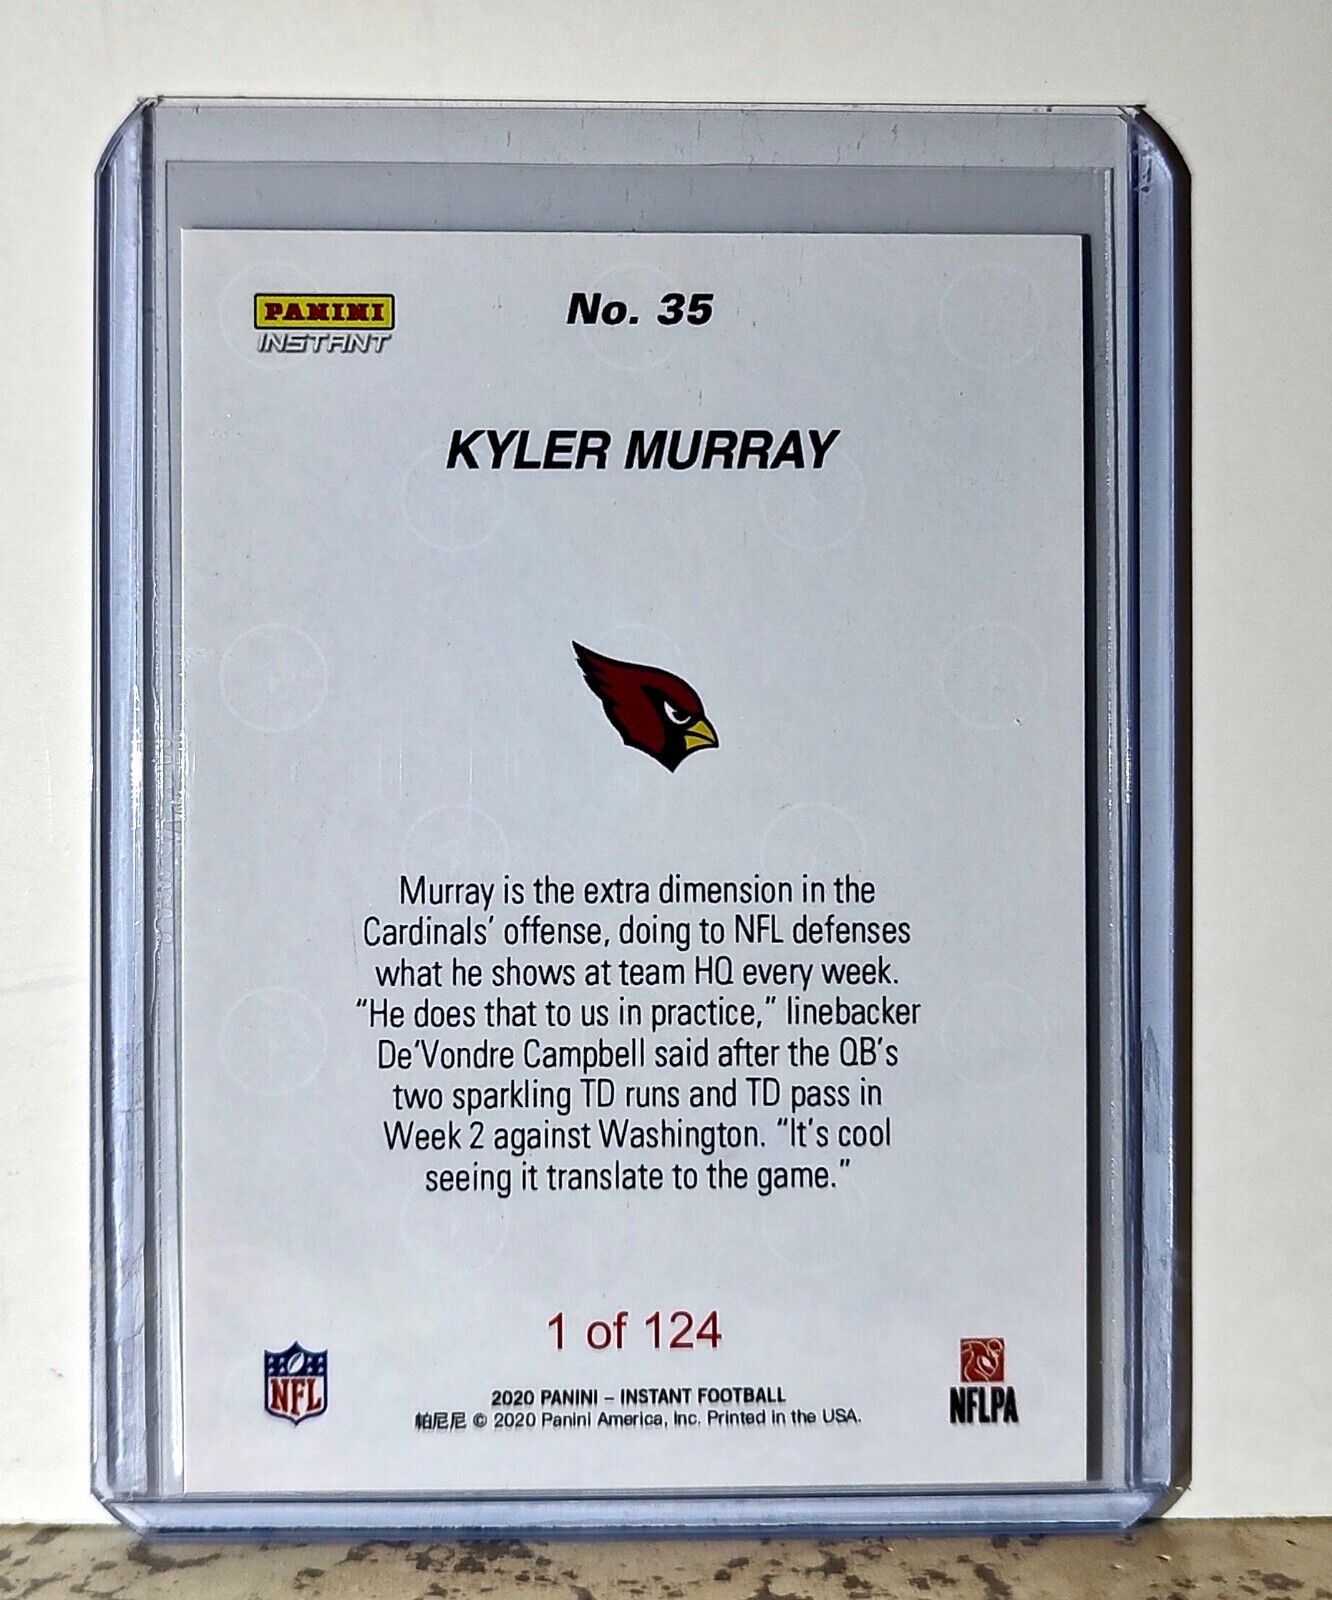 PANINI
INSTANT
No. 35
KYLER MURRAY
Murray is the extra dimension in the
Cardinals' offense, doing to NFL defenses
what he shows at team HQ every week.
"He does that to us in practice," linebacker
De'Vondre Campbell said after the QB's
two sparkling TD runs and TD pass in
Week 2 against Washington. "It's cool
seeing it translate to the game."
1 of 124
NFL
2020 PANINI – INSTANT FOOTBALL
帕尼尼 © 2020 Panini America, Inc. Printed in the USA.
NFLPA